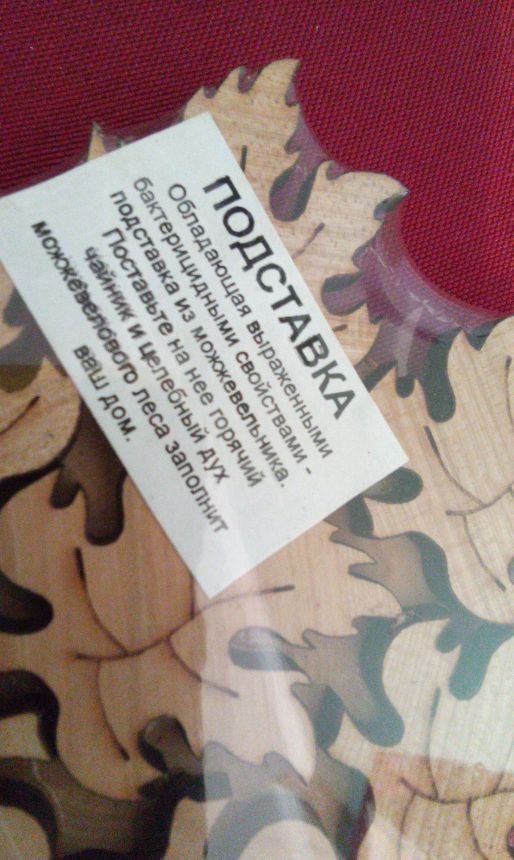 ПОДСТАВКА
Обладающая выраженными
бактерицидными свойствами -
подставка из можжевельника.
Поставьте на нее горячий
чайник и целебный дух
можжевелового леса заполнит
ваш дом.